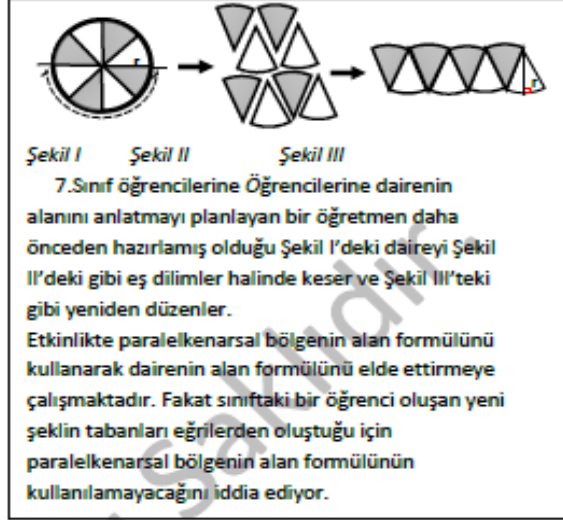 r
r
Şekil I Şekil II Şekil III
7.Sınıf öğrencilerine Öğrencilerine dairenin
alanını anlatmayı planlayan bir öğretmen daha
önceden hazırlamış olduğu Şekil I'deki daireyi Şekil
II'deki gibi eş dilimler halinde keser ve Şekil III'teki
gibi yeniden düzenler.
Etkinlikte paralelkenarsal bölgenin alan formülünü
kullanarak dairenin alan formülünü elde ettirmeye
çalışmaktadır. Fakat sınıftaki bir öğrenci oluşan yeni
şeklin tabanları eğrilerden oluştuğu için
paralelkenarsal bölgenin alan formülünün
kullanılamayacağını iddia ediyor.
Saklıdır.